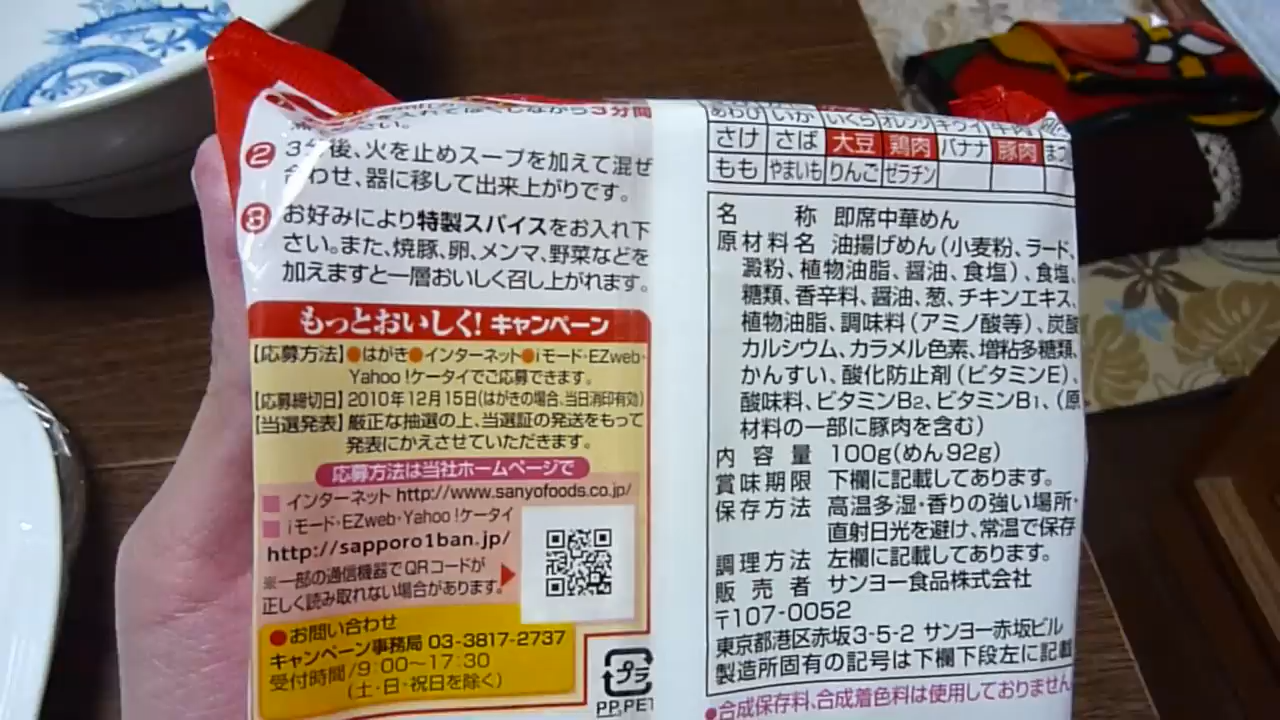 入れてほぐしながら3分間
さい。
② 3分後、火を止めスープを加えて混ぜ
合わせ、器に移して出来上がりです。
③ お好みにより特製スパイスをお入れ下
さい。また、焼豚、卵、メンマ、野菜などを
加えますと一層おいしく召し上がれます。
もっとおいしく!キャンペーン
【応募方法】●はがき●インターネット●iモード・EZweb・
Yahoo!ケータイでご応募できます。
【応募締切日】2010年12月15日(はがきの場合、当日消印有効)
【当選発表】厳正な抽選の上、当選証の発送をもって
発表にかえさせていただきます。
応募方法は当社ホームページで
インターネット http://www.sanyofoods.co.jp/
iモード・EZweb・Yahoo!ケータイ
http://sapporo1ban.jp/
※一部の通信機器でQRコードが
正しく読み取れない場合があります。
●お問い合わせ
キャンペーン事務局 03-3817-2737
受付時間/9:00〜17:30
(土・日・祝日を除く)
プラ
PP,PET
あわび いか いくら オレンジ キウイ 牛肉
さけ さば 大豆 鶏肉 バナナ 豚肉 まつ
もも やまいも りんご ゼラチン
名称 即席中華めん
原材料名 油揚げめん(小麦粉、ラード、
澱粉、植物油脂、醤油、食塩)、食塩、
糖類、香辛料、醤油、葱、チキンエキス、
植物油脂、調味料(アミノ酸等)、炭酸
カルシウム、カラメル色素、増粘多糖類、
かんすい、酸化防止剤(ビタミンE)、
酸味料、ビタミンB2、ビタミンB1、(原
材料の一部に豚肉を含む)
内容量 100g(めん92g)
賞味期限 下欄に記載してあります。
保存方法 高温多湿・香りの強い場所・
直射日光を避け、常温で保存
調理方法 左欄に記載してあります。
販売者 サンヨー食品株式会社
〒107-0052
東京都港区赤坂3-5-2 サンヨー赤坂ビル
製造所固有の記号は下欄下段左に記載
●合成保存料、合成着色料は使用しておりません